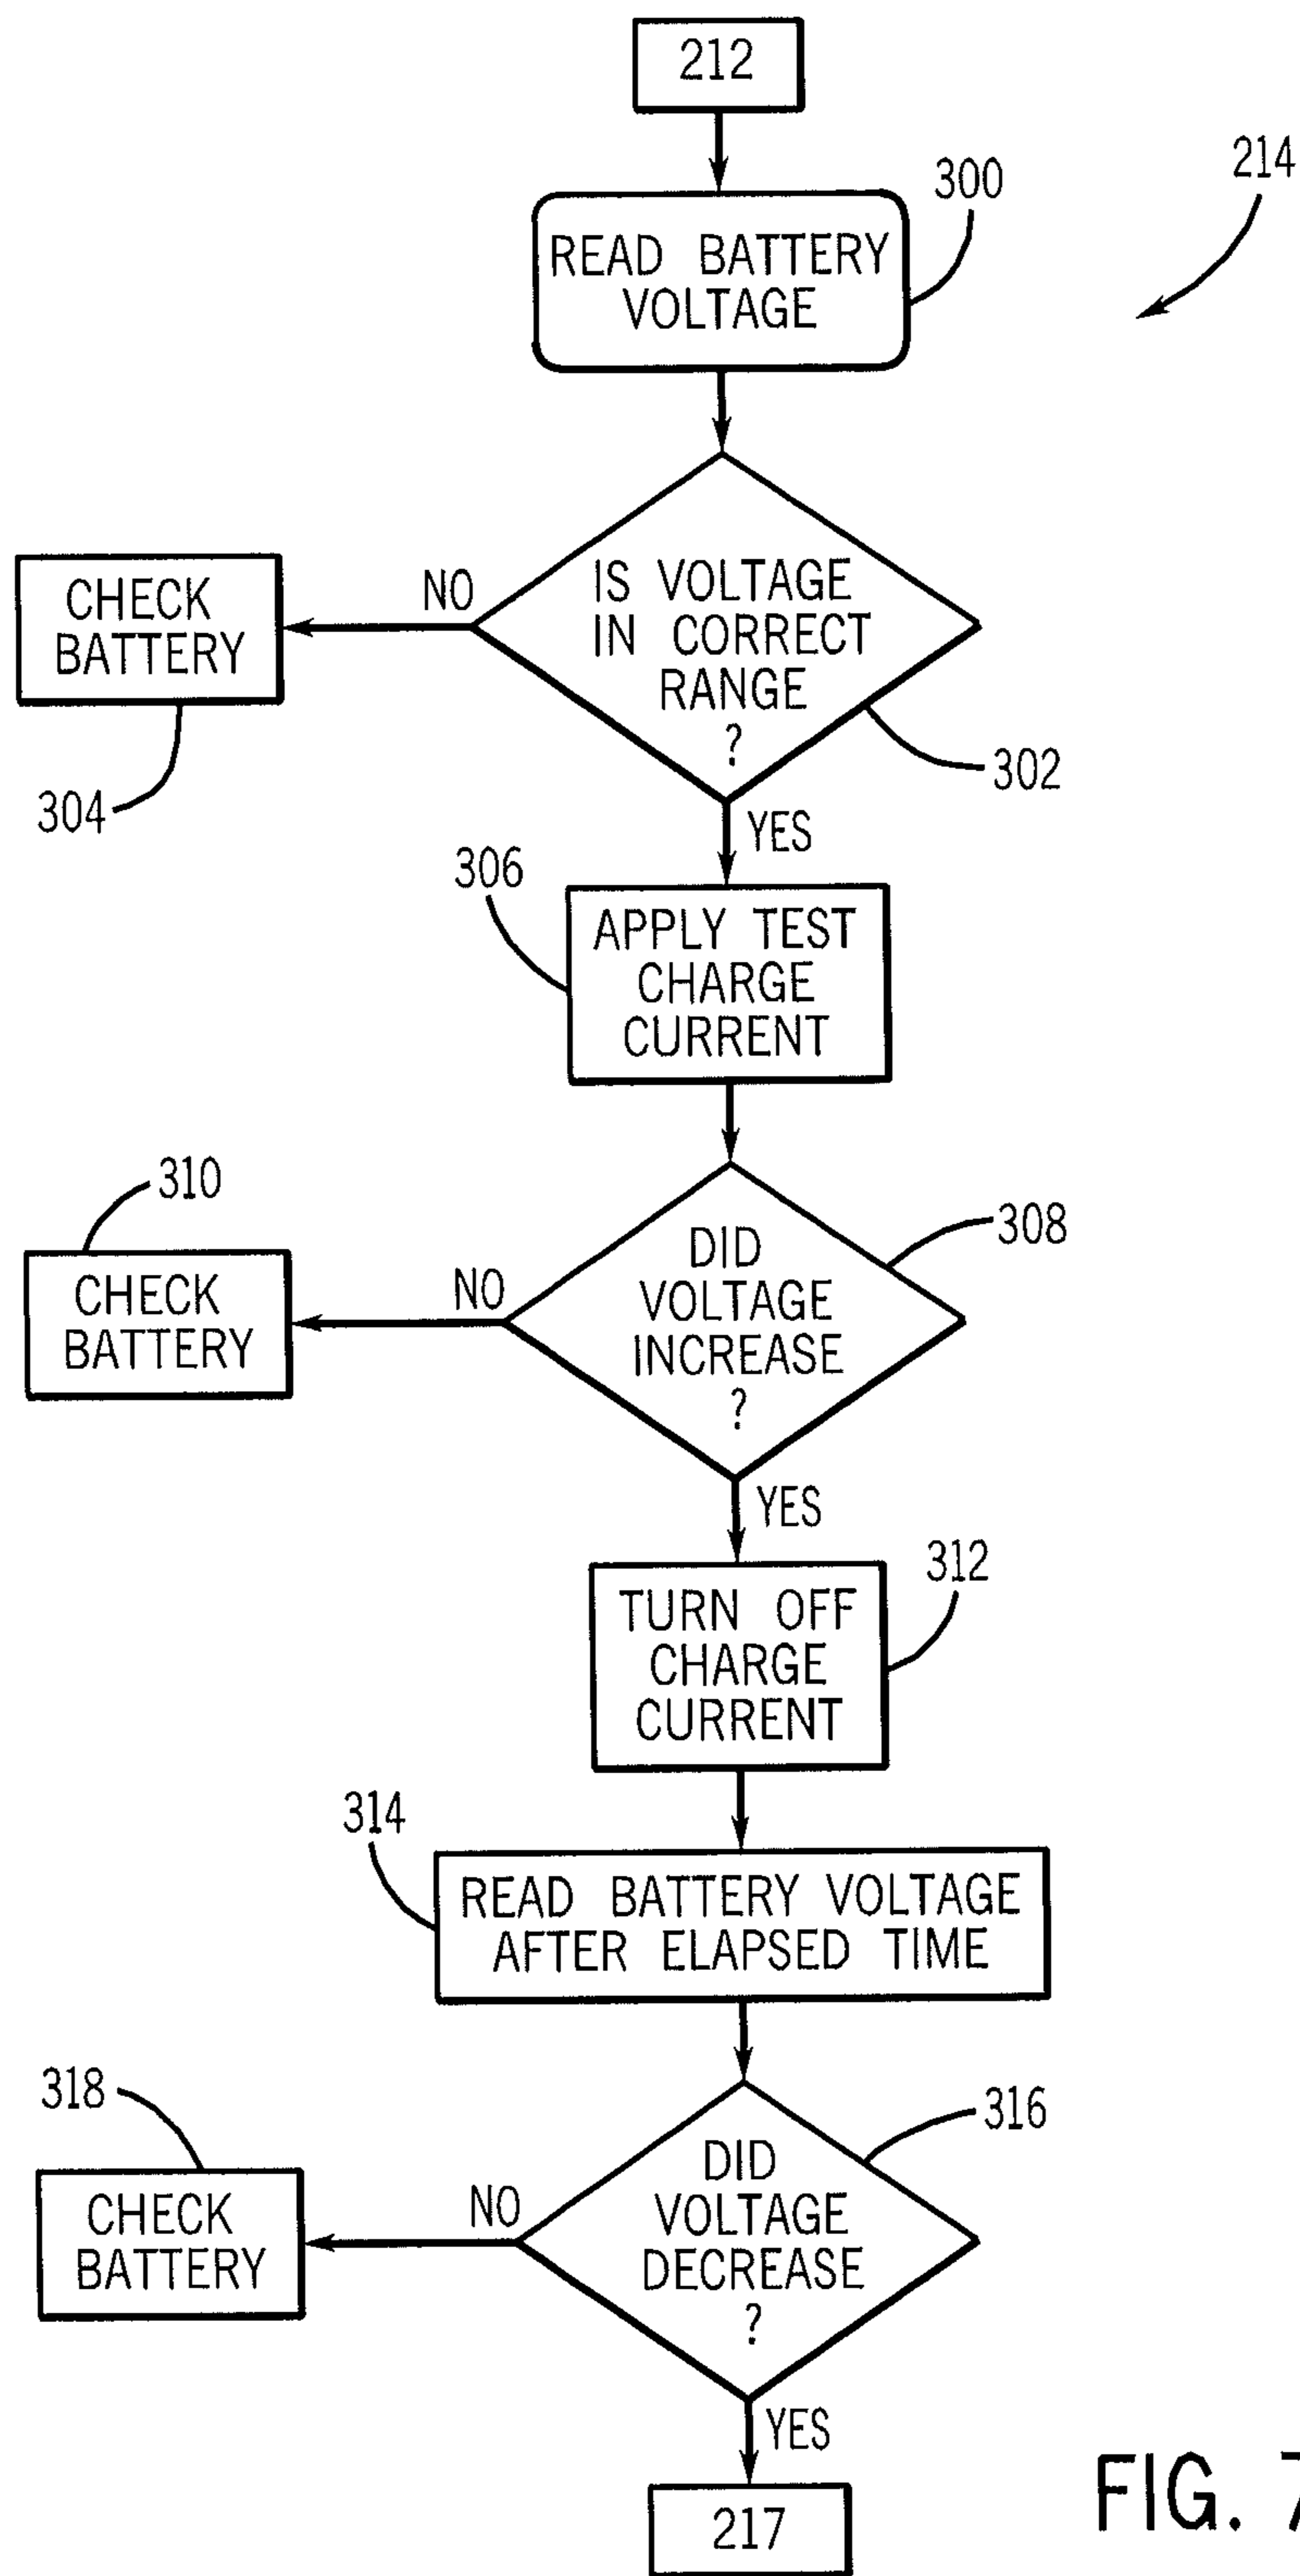 212
300
214
READ BATTERY
VOLTAGE
IS VOLTAGE
IN CORRECT
RANGE
?
NO
CHECK
BATTERY
304
302
YES
306
APPLY TEST
CHARGE
CURRENT
310
308
DID
VOLTAGE
INCREASE
?
NO
CHECK
BATTERY
YES
312
TURN OFF
CHARGE
CURRENT
314
READ BATTERY VOLTAGE
AFTER ELAPSED TIME
318
316
DID
VOLTAGE
DECREASE
?
NO
CHECK
BATTERY
YES
217
FIG. 7